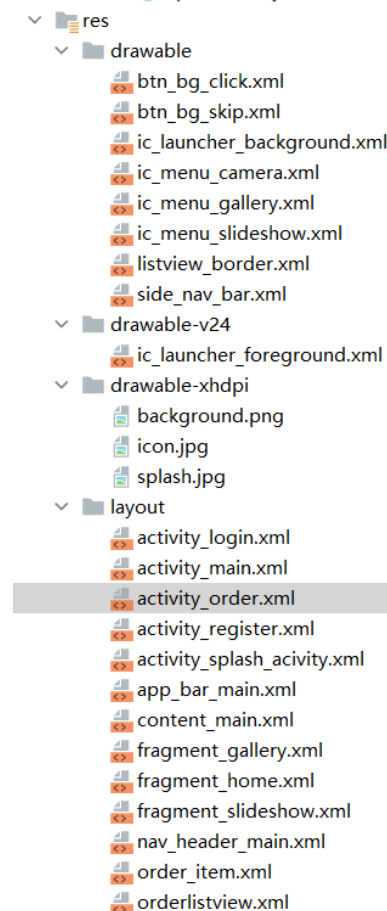 res
drawable
btn_bg_click.xml
btn_bg_skip.xml
ic_launcher_background.xml
ic_menu_camera.xml
ic_menu_gallery.xml
ic_menu_slideshow.xml
listview_border.xml
side_nav_bar.xml
drawable-v24
ic_launcher_foreground.xml
drawable-xhdpi
background.png
icon.jpg
splash.jpg
layout
activity_login.xml
activity_main.xml
activity_order.xml
activity_register.xml
activity_splash_acivity.xml
app_bar_main.xml
content_main.xml
fragment_gallery.xml
fragment_home.xml
fragment_slideshow.xml
nav_header_main.xml
order_item.xml
orderlistview.xml